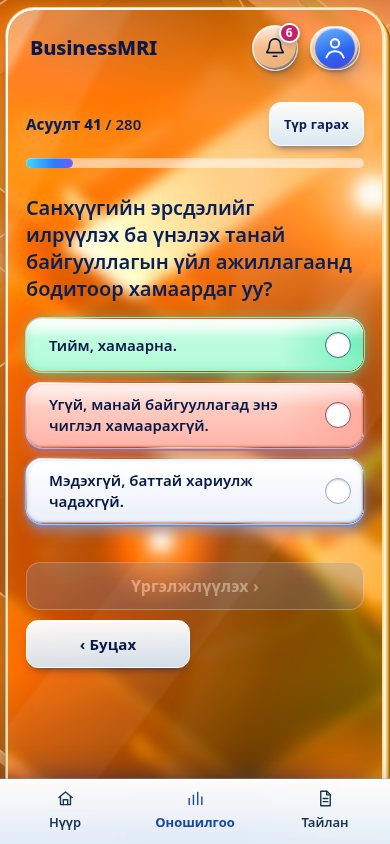 BusinessMRI
6
Асуулт 41 / 280
Түр гарах
Санхүүгийн эрсдэлийг
илрүүлэх ба үнэлэх танай
байгууллагын үйл ажиллагаанд
бодитоор хамаардаг уу?
Тийм, хамаарна.
Үгүй, манай байгууллагад энэ
чиглэл хамаарахгүй.
Мэдэхгүй, баттай хариулж
чадахгүй.
Үргэлжлүүлэх ›
‹ Буцах
Нүүр
Оношилгоо
Тайлан